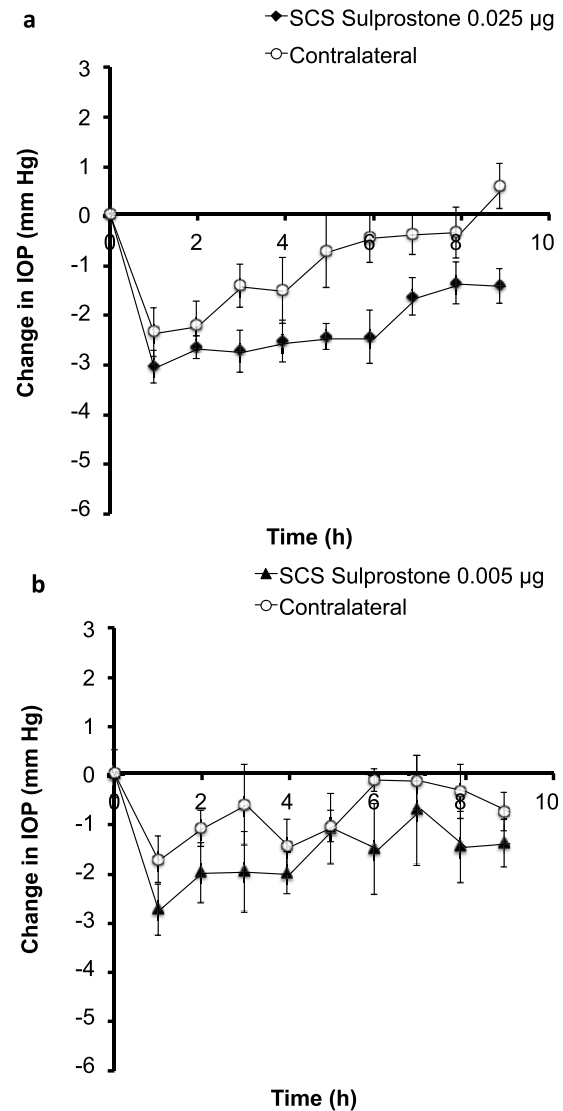 a
SCS Sulprostone 0.025 µg
Contralateral
3
2
1
0
-1
-2
-3
-4
-5
-6
0 2 4 6 8 10
Change in IOP (mm Hg)
Time (h)
b
SCS Sulprostone 0.005 µg
Contralateral
3
2
1
0
-1
-2
-3
-4
-5
-6
0 2 4 6 8 10
Change in IOP (mm Hg)
Time (h)